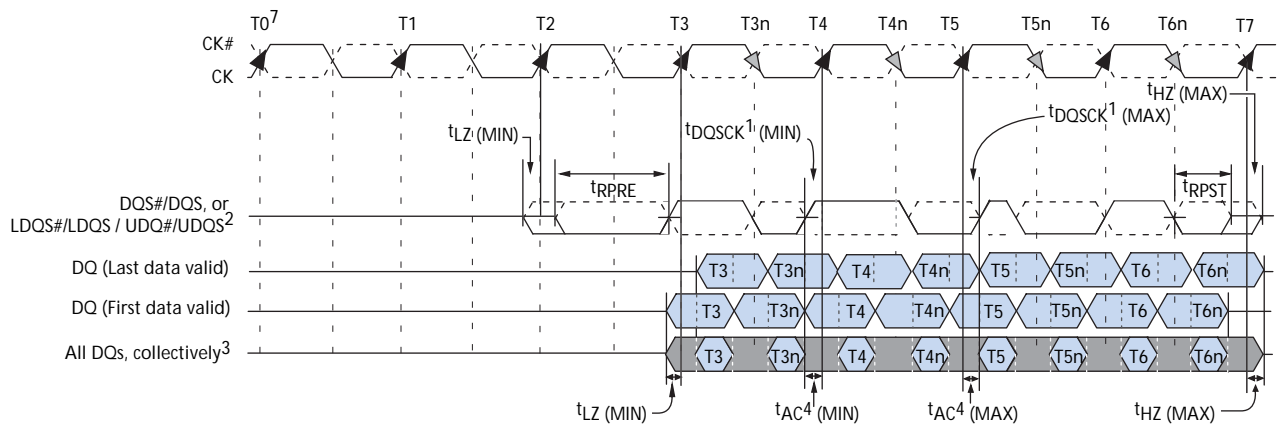 T0⁷ T1 T2 T3 T3n T4 T4n T5 T5n T6 T6n T7
CK#
CK
tHZ (MAX)
tLZ (MIN)
tDQSCK¹ (MIN)
tDQSCK¹ (MAX)
tRPRE
tRPST
DQS#/DQS, or
LDQS#/LDQS / UDQ#/UDQS²
DQ (Last data valid)
T3 T3n T4 T4n T5 T5n T6 T6n
DQ (First data valid)
T3 T3n T4 T4n T5 T5n T6 T6n
All DQs, collectively³
T3 T3n T4 T4n T5 T5n T6 T6n
tLZ (MIN)
tAC⁴ (MIN)
tAC⁴ (MAX)
tHZ (MAX)